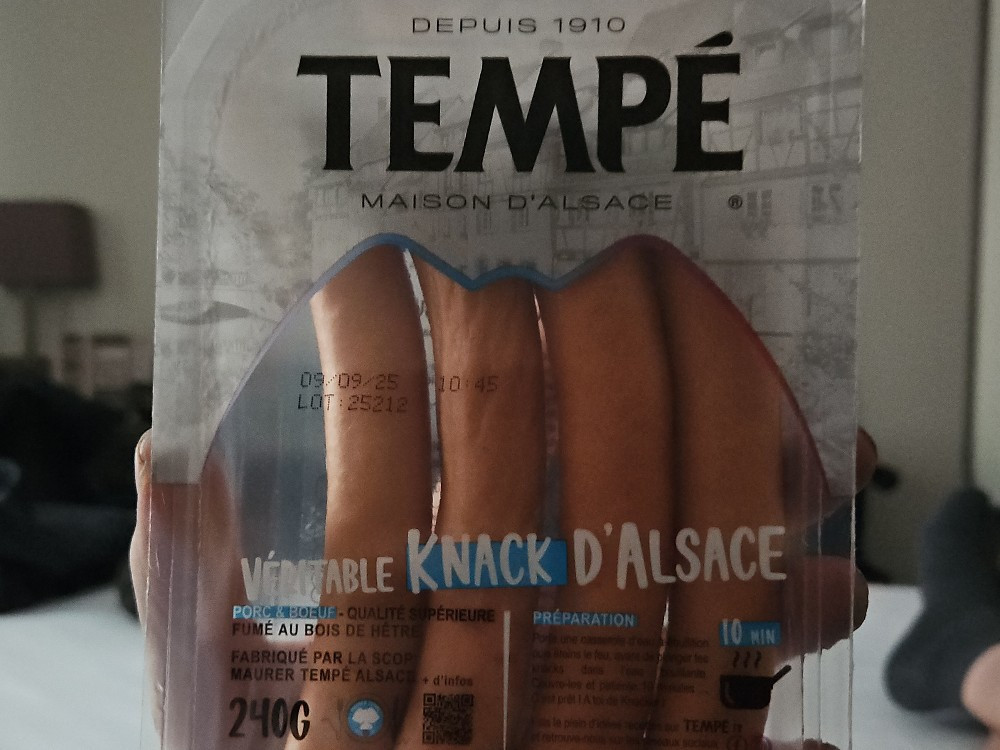 DEPUIS 1910
TEMPÉ
MAISON D'ALSACE ®
09/09/25 10:45
LOT:25212
VÉRITABLE KNACK D'ALSACE
PORC & BOEUF - QUALITÉ SUPÉRIEURE
FUMÉ AU BOIS DE HÊTRE
FABRIQUÉ PAR LA SCOP
MAURER TEMPÉ ALSACE
+ d'infos
240G
PRÉPARATION
10 MIN